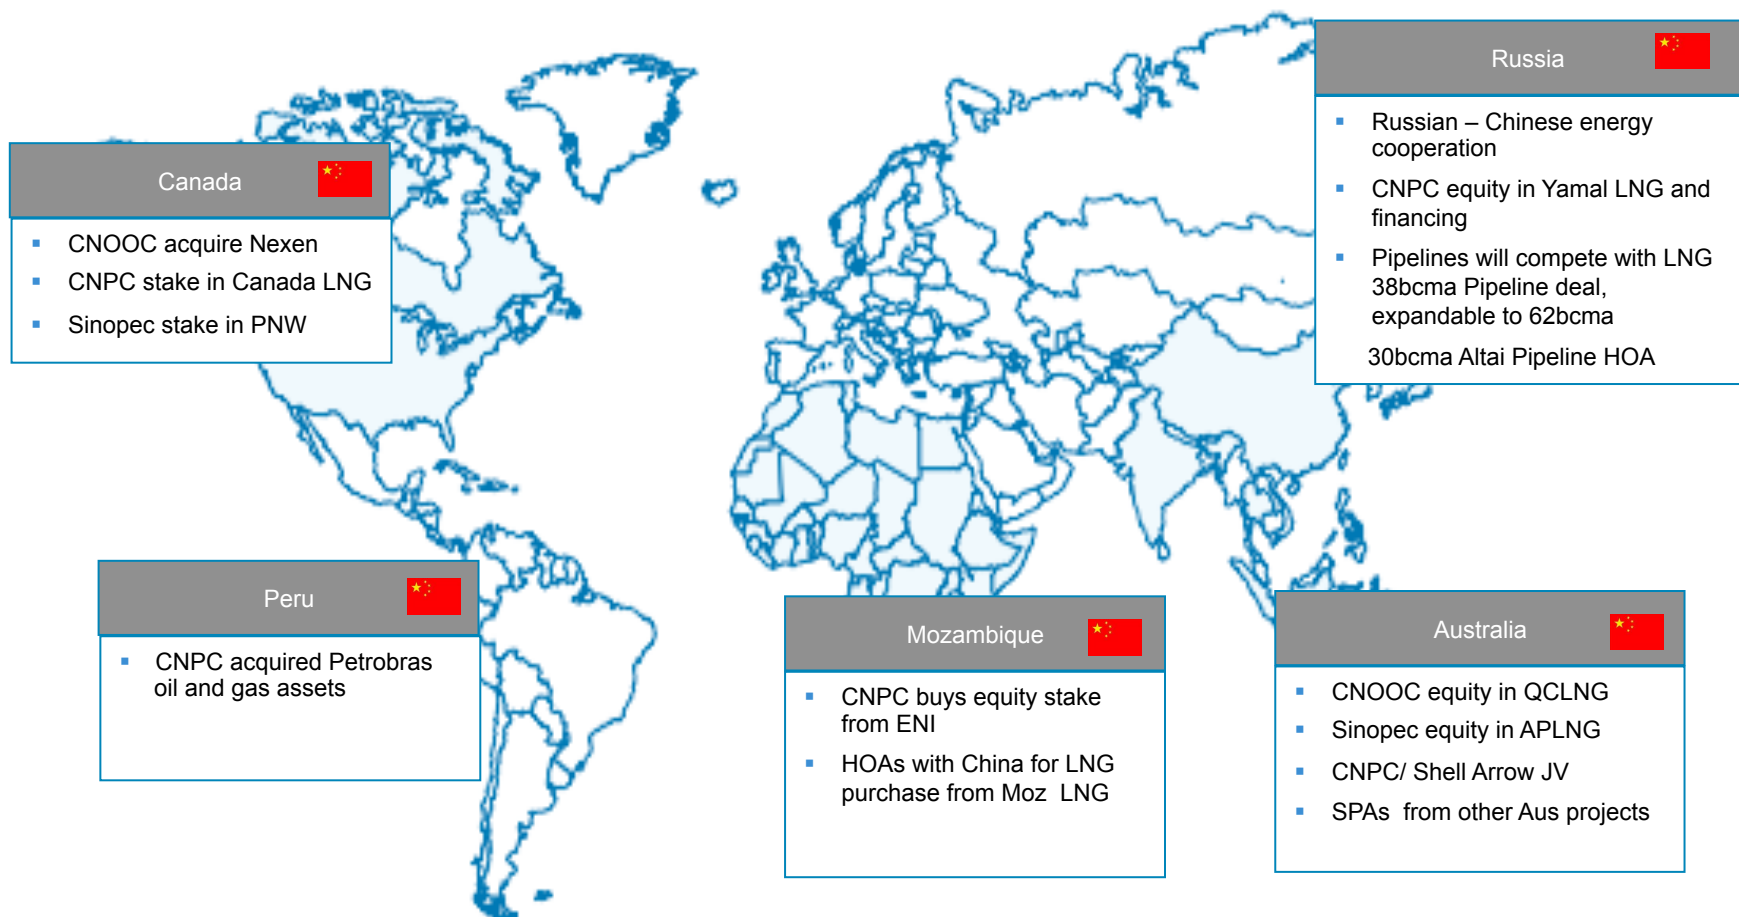 Canada
▪ CNOOC acquire Nexen
▪ CNPC stake in Canada LNG
▪ Sinopec stake in PNW
Russia
▪ Russian – Chinese energy
cooperation
▪ CNPC equity in Yamal LNG and
financing
▪ Pipelines will compete with LNG
38bcma Pipeline deal,
expandable to 62bcma
30bcma Altai Pipeline HOA
Peru
▪ CNPC acquired Petrobras
oil and gas assets
Mozambique
▪ CNPC buys equity stake
from ENI
▪ HOAs with China for LNG
purchase from Moz LNG
Australia
▪ CNOOC equity in QCLNG
▪ Sinopec equity in APLNG
▪ CNPC/ Shell Arrow JV
▪ SPAs from other Aus projects